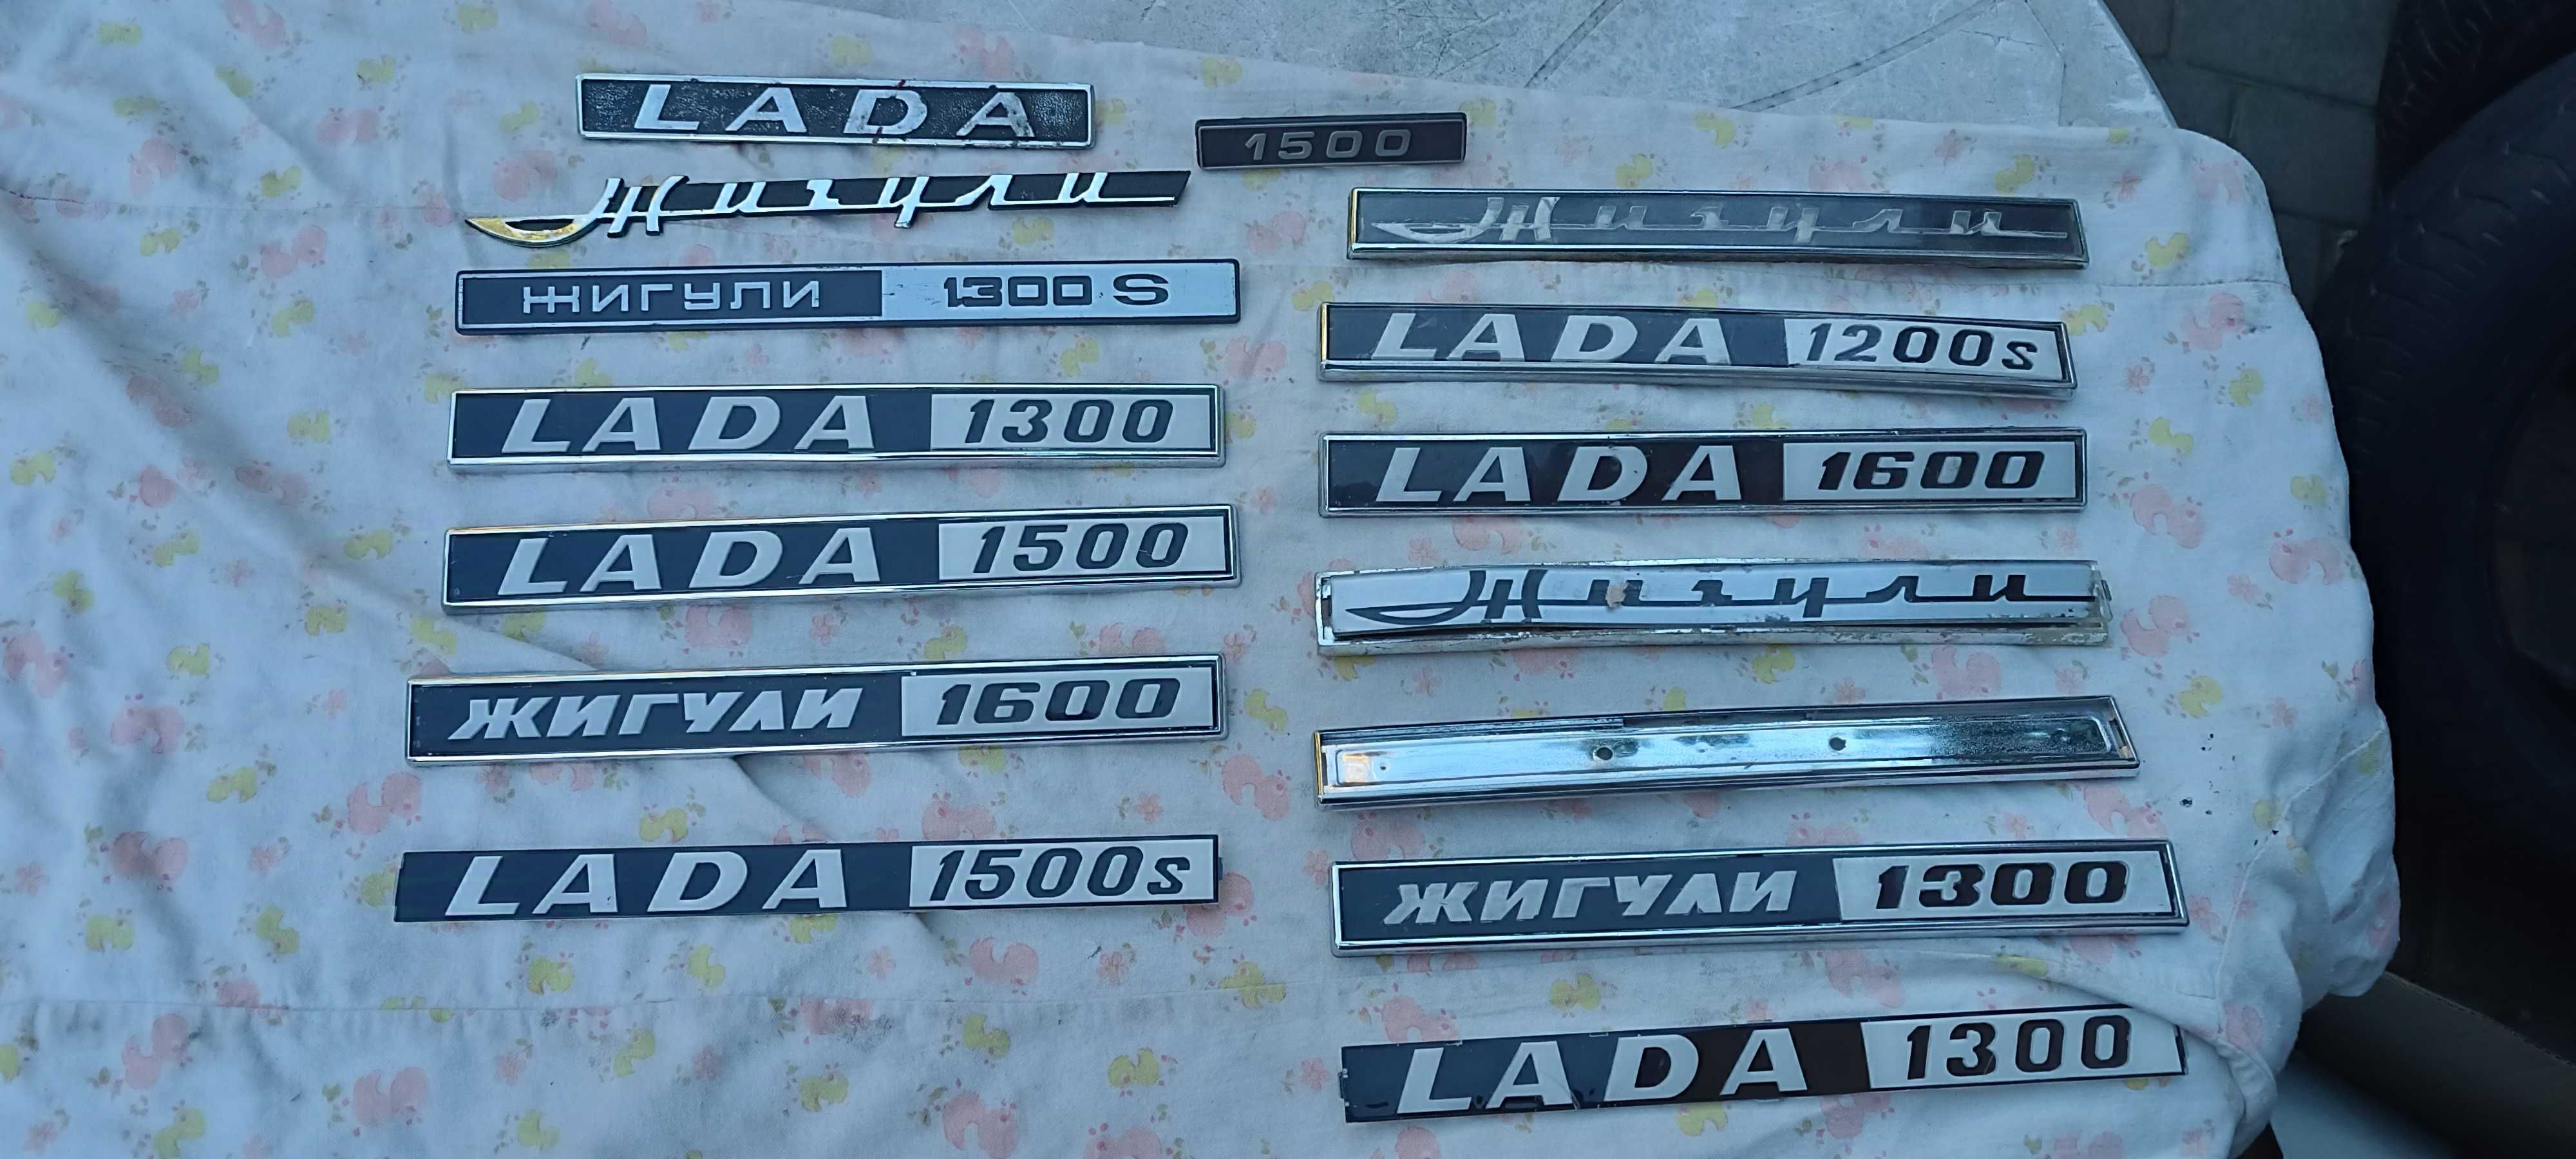 LADA
Жигули
ЖИГУЛИ 1300 S
LADA 1300
LADA 1500
ЖИГУЛИ 1600
LADA 1500s
1500
Жигули
LADA 1200s
LADA 1600
Жигули
ЖИГУЛИ 1300
LADA 1300